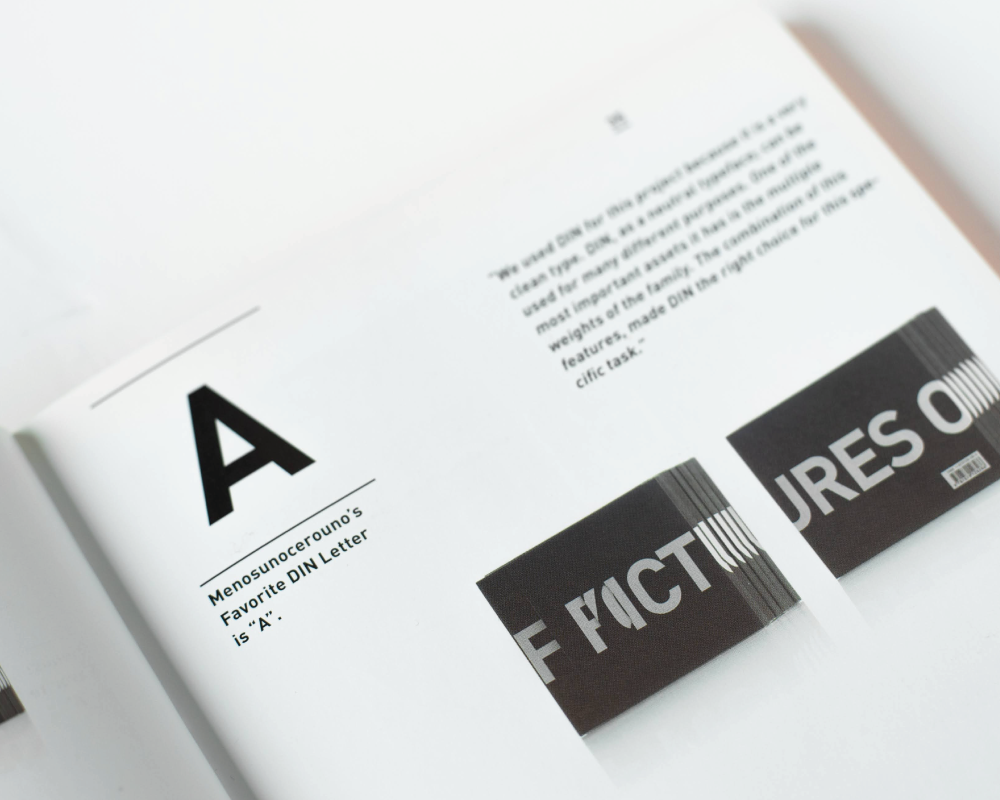 "We used DIN for this project because it is a very
clean type. DIN, as a neutral typeface, can be
used for many different purposes. One of the
most important assets it has is the multiple
weights of the family. The combination of this
features, made DIN the right choice for this spe-
cific task."
A
Menosunocerouno's
Favorite DIN Letter
is "A".
F FICT
URES O